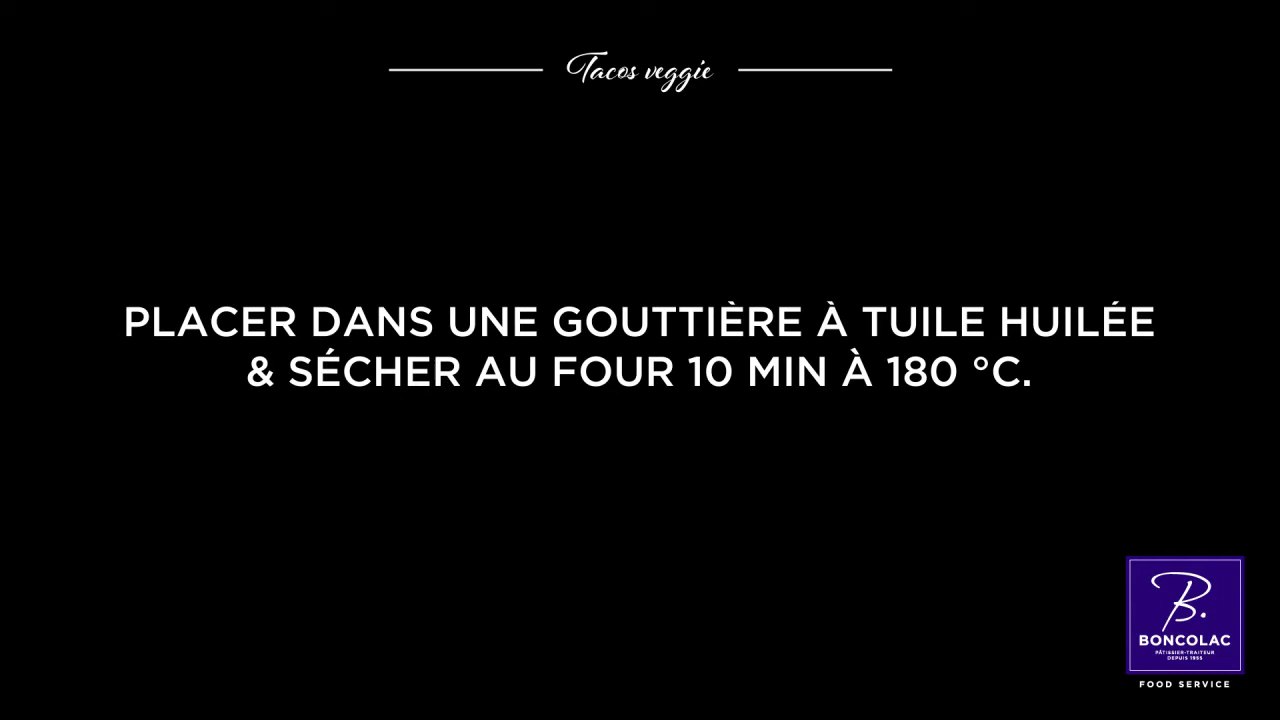 Tacos veggie
PLACER DANS UNE GOUTTIÈRE À TUILE HUILÉE
& SÉCHER AU FOUR 10 MIN À 180 °C.
B.
BONCOLAC
PÂTISSIER-TRAITEUR
DEPUIS 1955
FOOD SERVICE